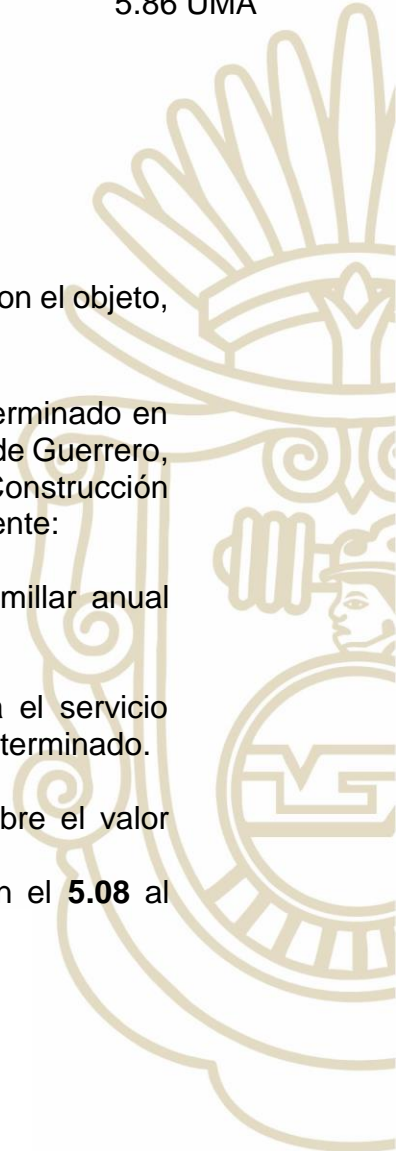 5.86 UMA
on el objeto,
erminado en
de Guerrero,
Construcción
ente:
millar anual
a el servicio
terminado.
bre el valor
n el 5.08 al